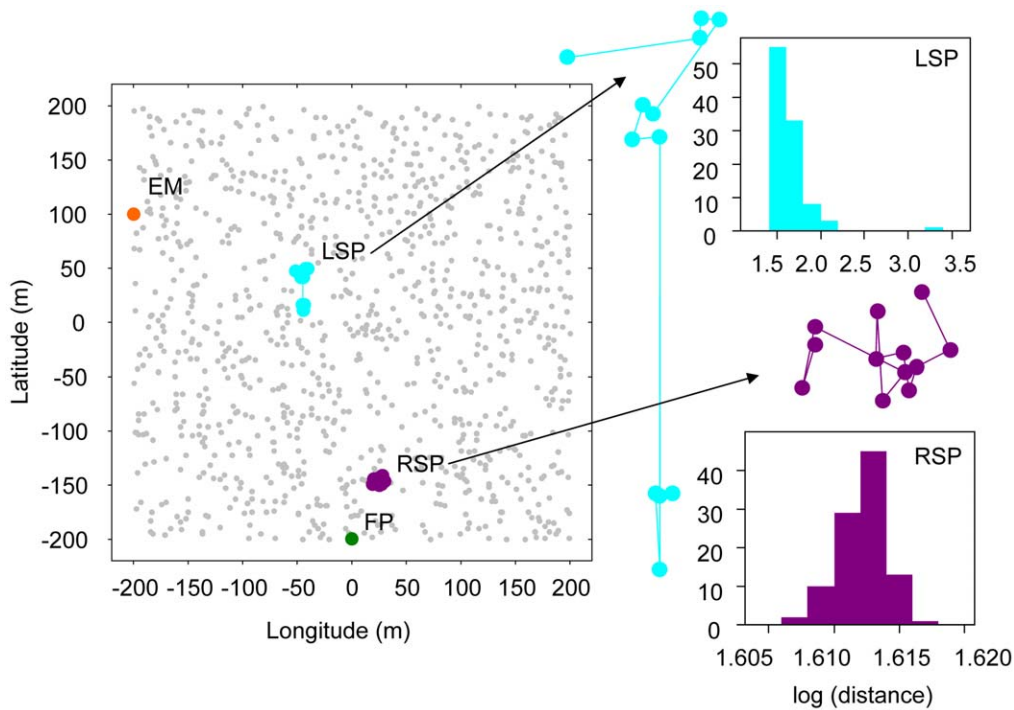 200
150
100
50
0
-50
-100
-150
-200
Latitude (m)
-200 -150 -100 -50 0 50 100 150 200
Longitude (m)
EM
LSP
RSP
FP
LSP
50
40
30
20
10
0
1.5 2.0 2.5 3.0 3.5
RSP
40
30
20
10
0
1.605 1.610 1.615 1.620
log (distance)